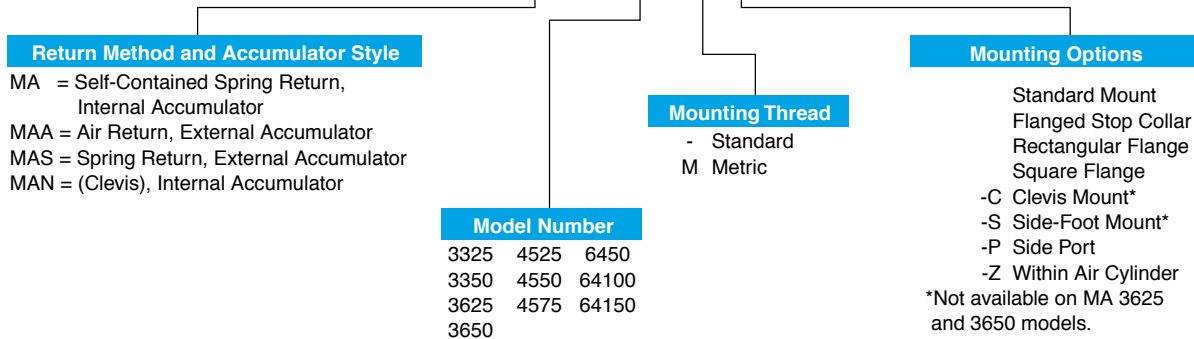 Return Method and Accumulator Style
MA = Self-Contained Spring Return,
Internal Accumulator
MAA = Air Return, External Accumulator
MAS = Spring Return, External Accumulator
MAN = (Clevis), Internal Accumulator
Model Number
3325 4525 6450
3350 4550 64100
3625 4575 64150
3650
Mounting Thread
- Standard
M Metric
Mounting Options
Standard Mount
Flanged Stop Collar
Rectangular Flange
Square Flange
-C Clevis Mount*
-S Side-Foot Mount*
-P Side Port
-Z Within Air Cylinder
*Not available on MA 3625
and 3650 models.